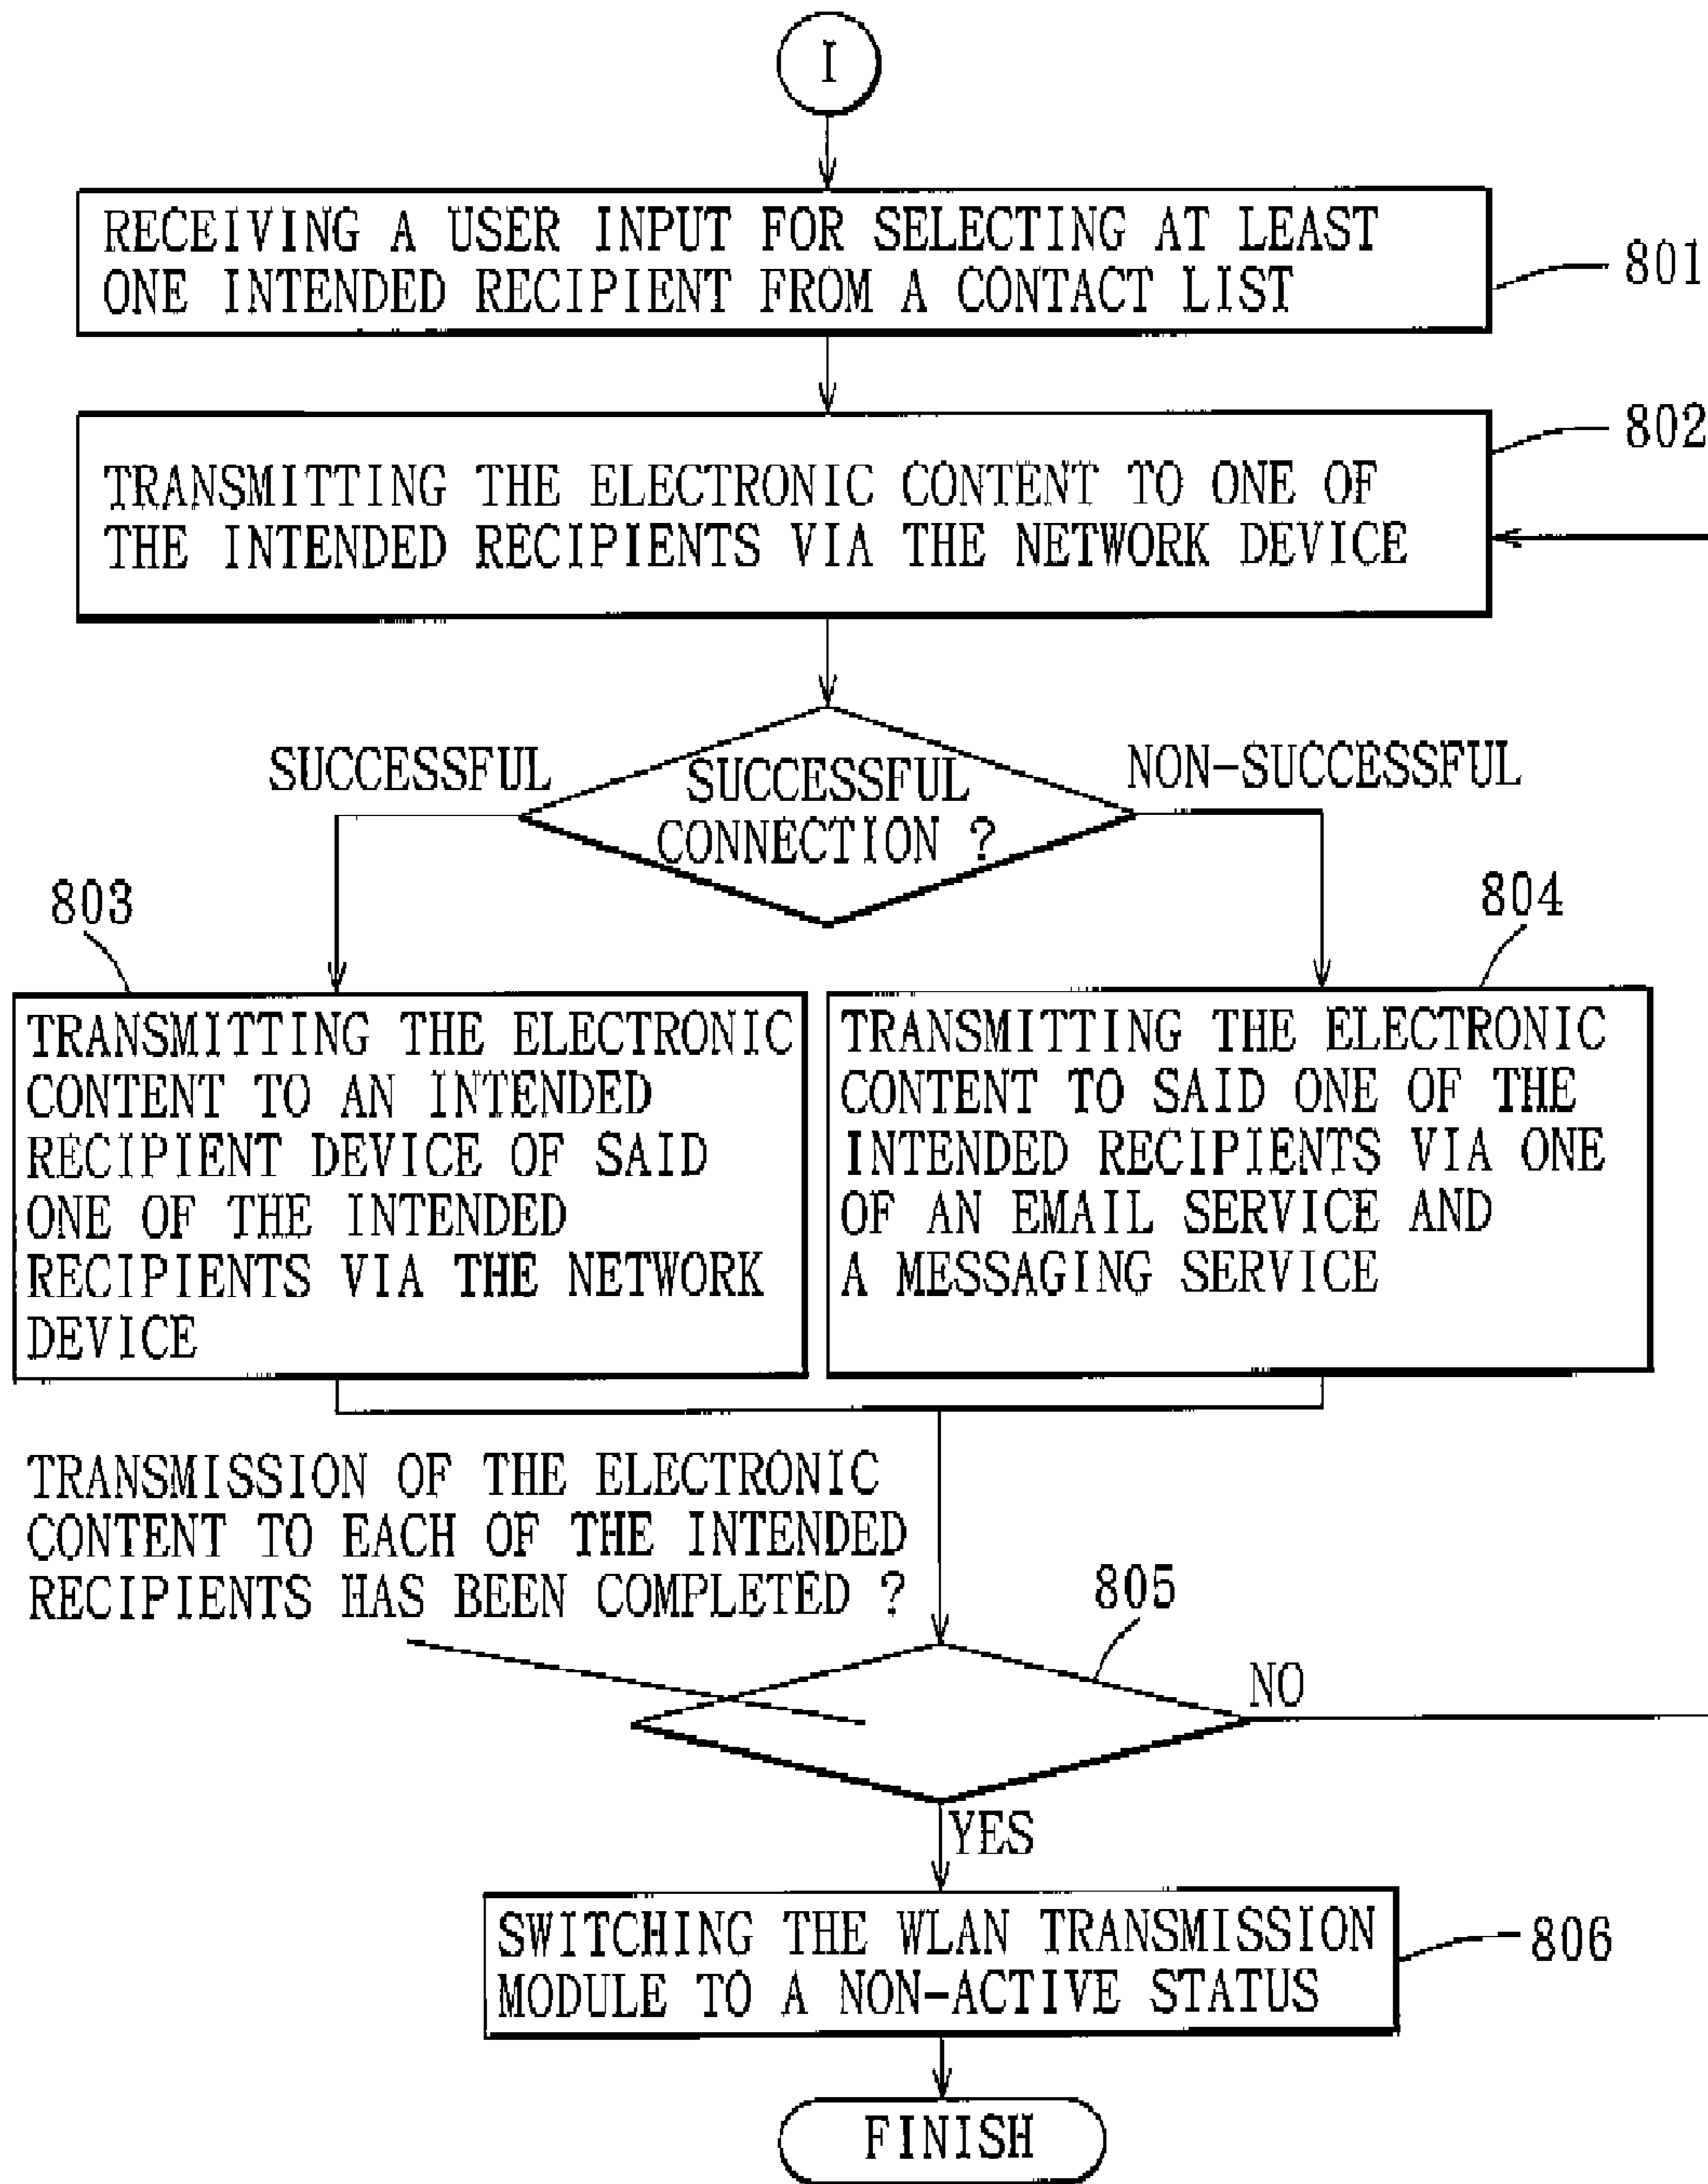 I
RECEIVING A USER INPUT FOR SELECTING AT LEAST
ONE INTENDED RECIPIENT FROM A CONTACT LIST
801
802
TRANSMITTING THE ELECTRONIC CONTENT TO ONE OF
THE INTENDED RECIPIENTS VIA THE NETWORK DEVICE
SUCCESSFUL
SUCCESSFUL
CONNECTION ?
NON-SUCCESSFUL
803
804
TRANSMITTING THE ELECTRONIC
CONTENT TO AN INTENDED
RECIPIENT DEVICE OF SAID
ONE OF THE INTENDED
RECIPIENTS VIA THE NETWORK
DEVICE
TRANSMITTING THE ELECTRONIC
CONTENT TO SAID ONE OF THE
INTENDED RECIPIENTS VIA ONE
OF AN EMAIL SERVICE AND
A MESSAGING SERVICE
TRANSMISSION OF THE ELECTRONIC
CONTENT TO EACH OF THE INTENDED
RECIPIENTS HAS BEEN COMPLETED ?
805
NO
YES
SWITCHING THE WLAN TRANSMISSION
MODULE TO A NON-ACTIVE STATUS
806
FINISH